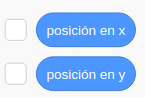 posición en x
posición en y